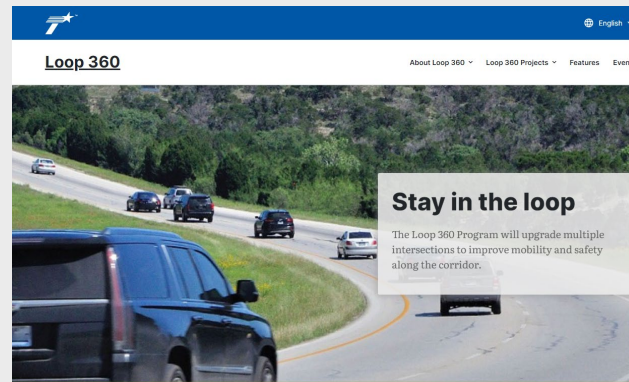 English
Loop 360
About Loop 360
Loop 360 Projects
Features
Stay in the loop
The Loop 360 Program will upgrade multiple
intersections to improve mobility and safety
along the corridor.